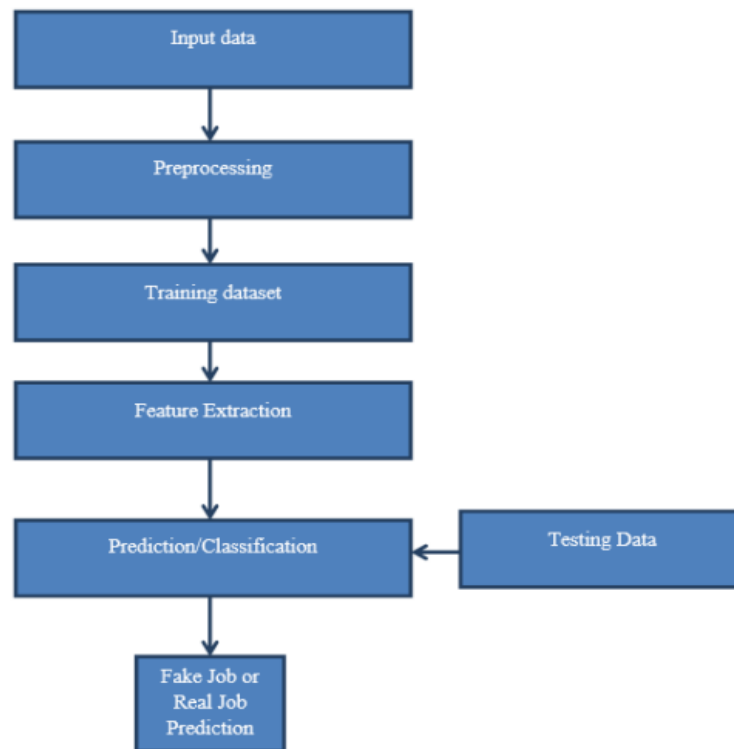 Input data
Preprocessing
Training dataset
Feature Extraction
Prediction/Classification
Testing Data
Fake Job or
Real Job
Prediction